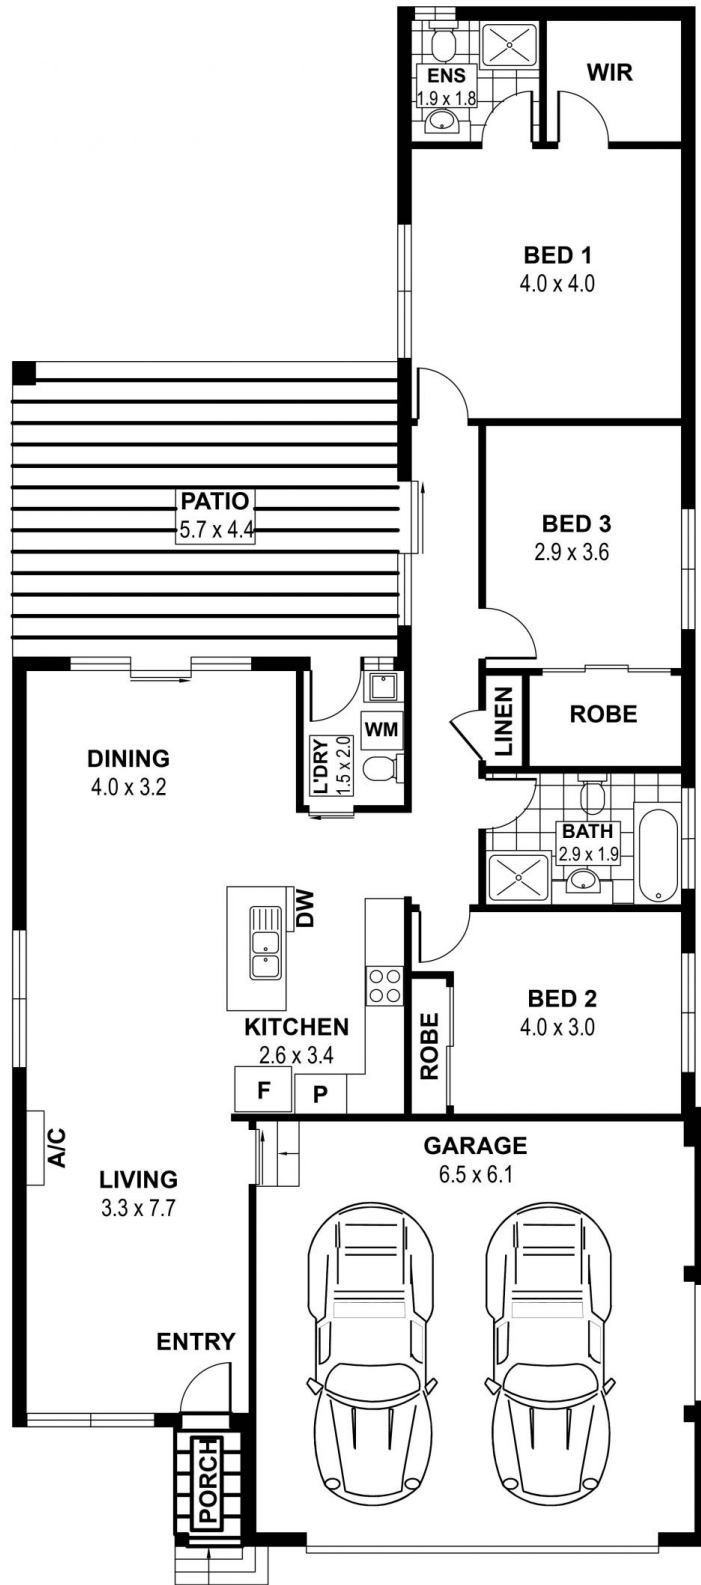 ENS
1.9 x 1.8
WIR
BED 1
4.0 x 4.0
PATIO
5.7 x 4.4
BED 3
2.9 x 3.6
LINEN
ROBE
DINING
4.0 x 3.2
L'DRY
1.5 x 2.0
WM
BATH
2.9 x 1.9
DW
KITCHEN
2.6 x 3.4
F
P
BED 2
4.0 x 3.0
ROBE
A/C
LIVING
3.3 x 7.7
GARAGE
6.5 x 6.1
ENTRY
PORCH